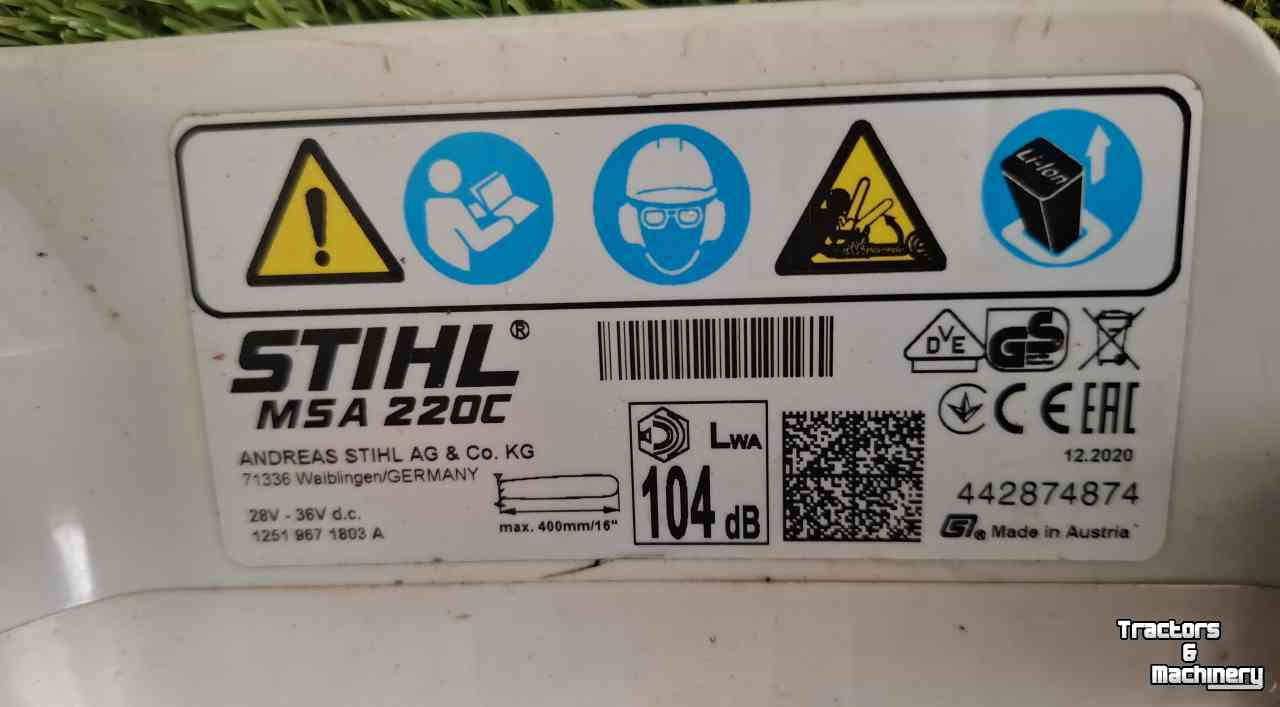 Li-Ion
STIHL®
MSA 220C
ANDREAS STIHL AG & Co. KG
71336 Waiblingen/GERMANY
28V - 36V d.c.
1251 967 1803 A
max. 400mm/16"
LWA
104 dB
DVE
GS
CE EAC
12.2020
442874874
® Made in Austria
Tractors
&
Machinery